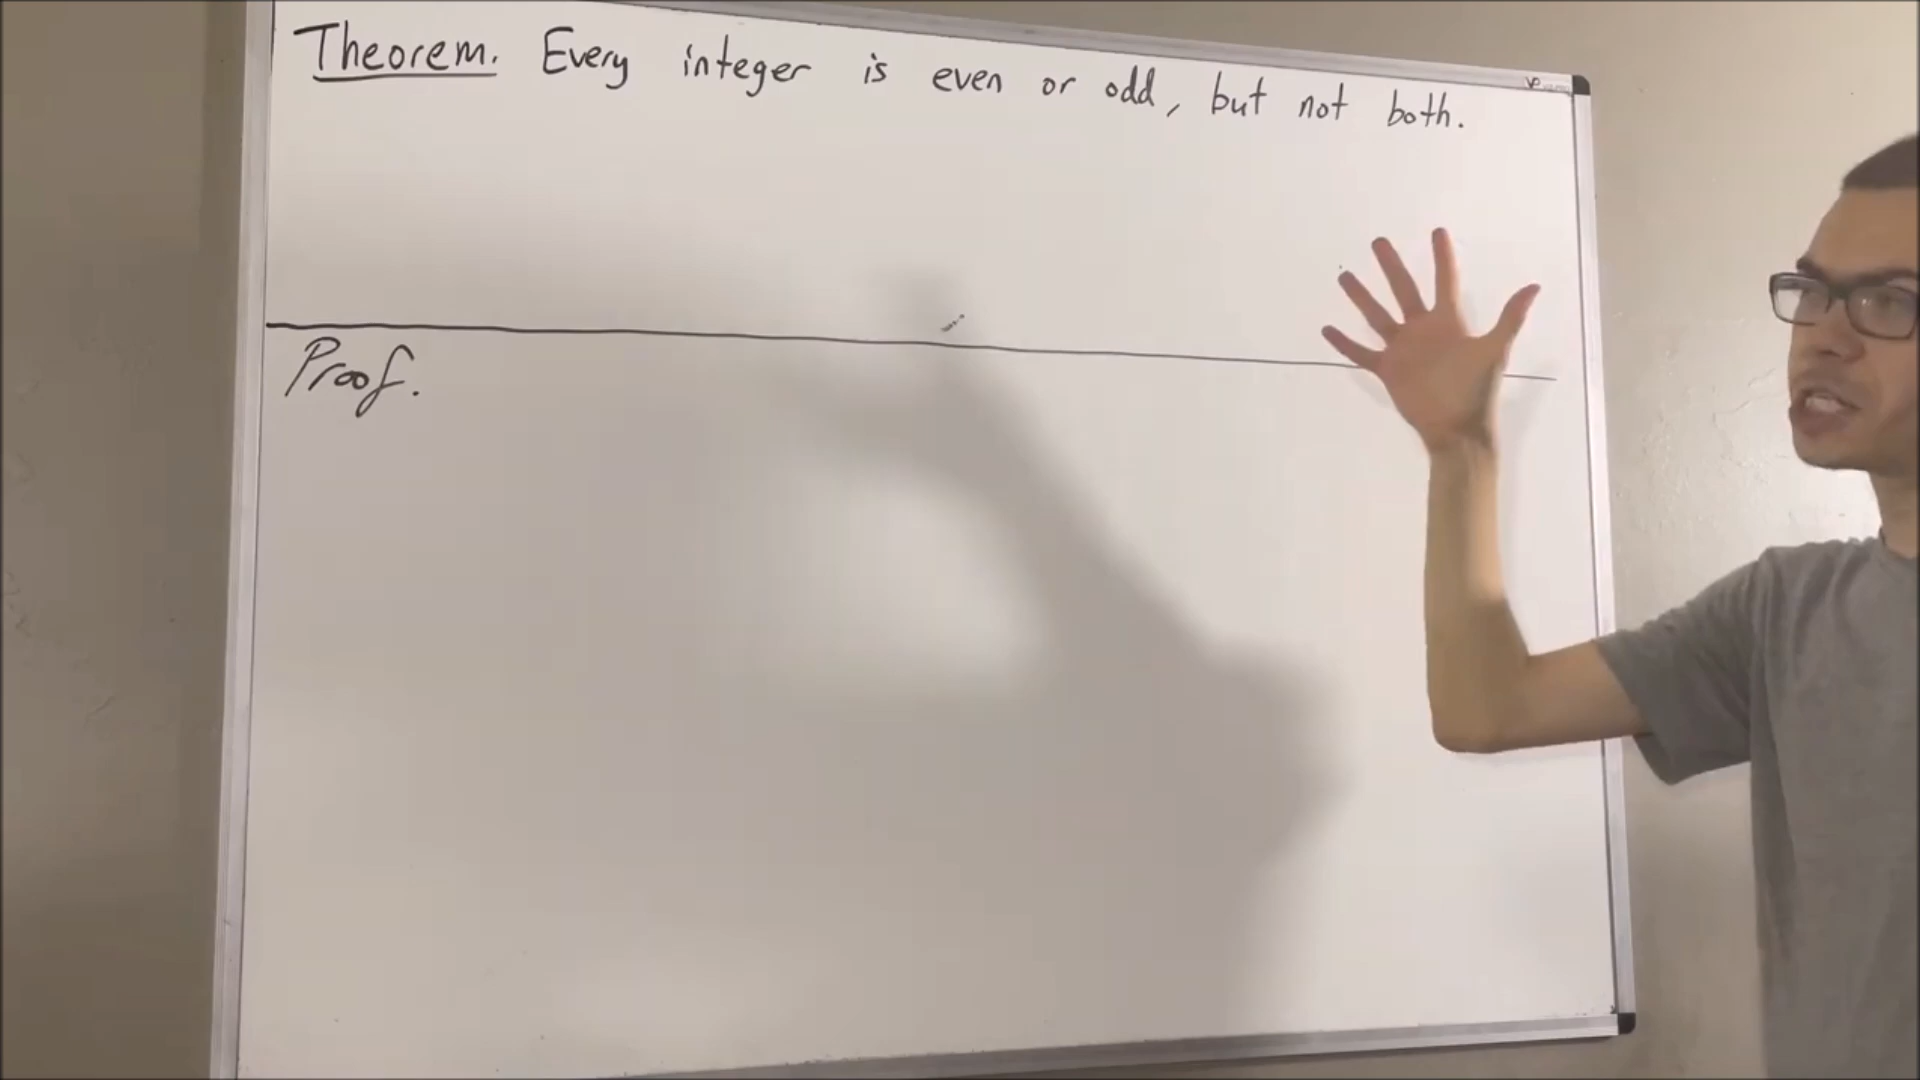 Theorem. Every integer is even or odd, but not both.
Proof.